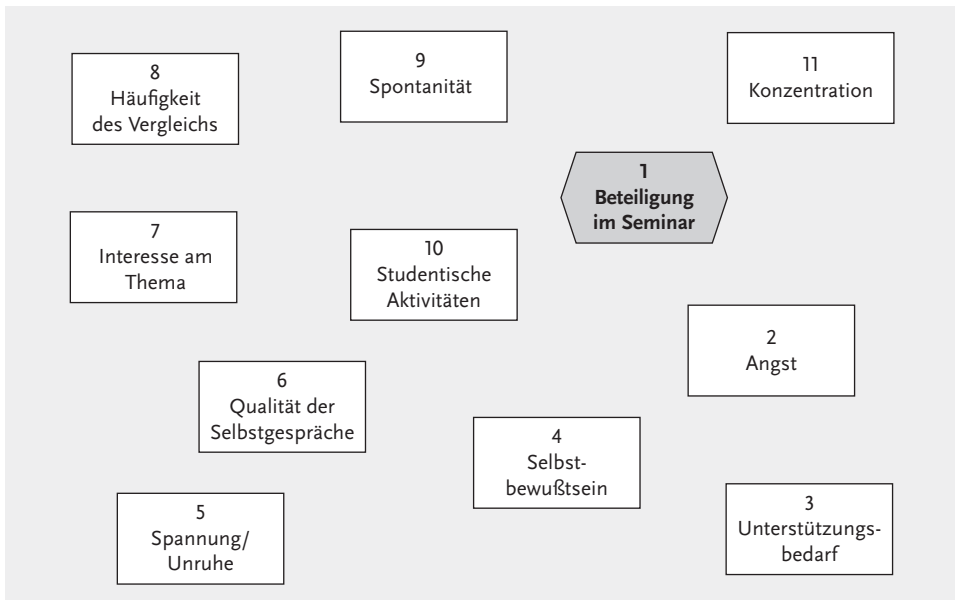 8
Häufigkeit
des Vergleichs
9
Spontanität
11
Konzentration
1
Beteiligung
im Seminar
7
Interesse am
Thema
10
Studentische
Aktivitäten
2
Angst
6
Qualität der
Selbstgespräche
4
Selbst-
bewußtsein
5
Spannung/
Unruhe
3
Unterstützungs-
bedarf